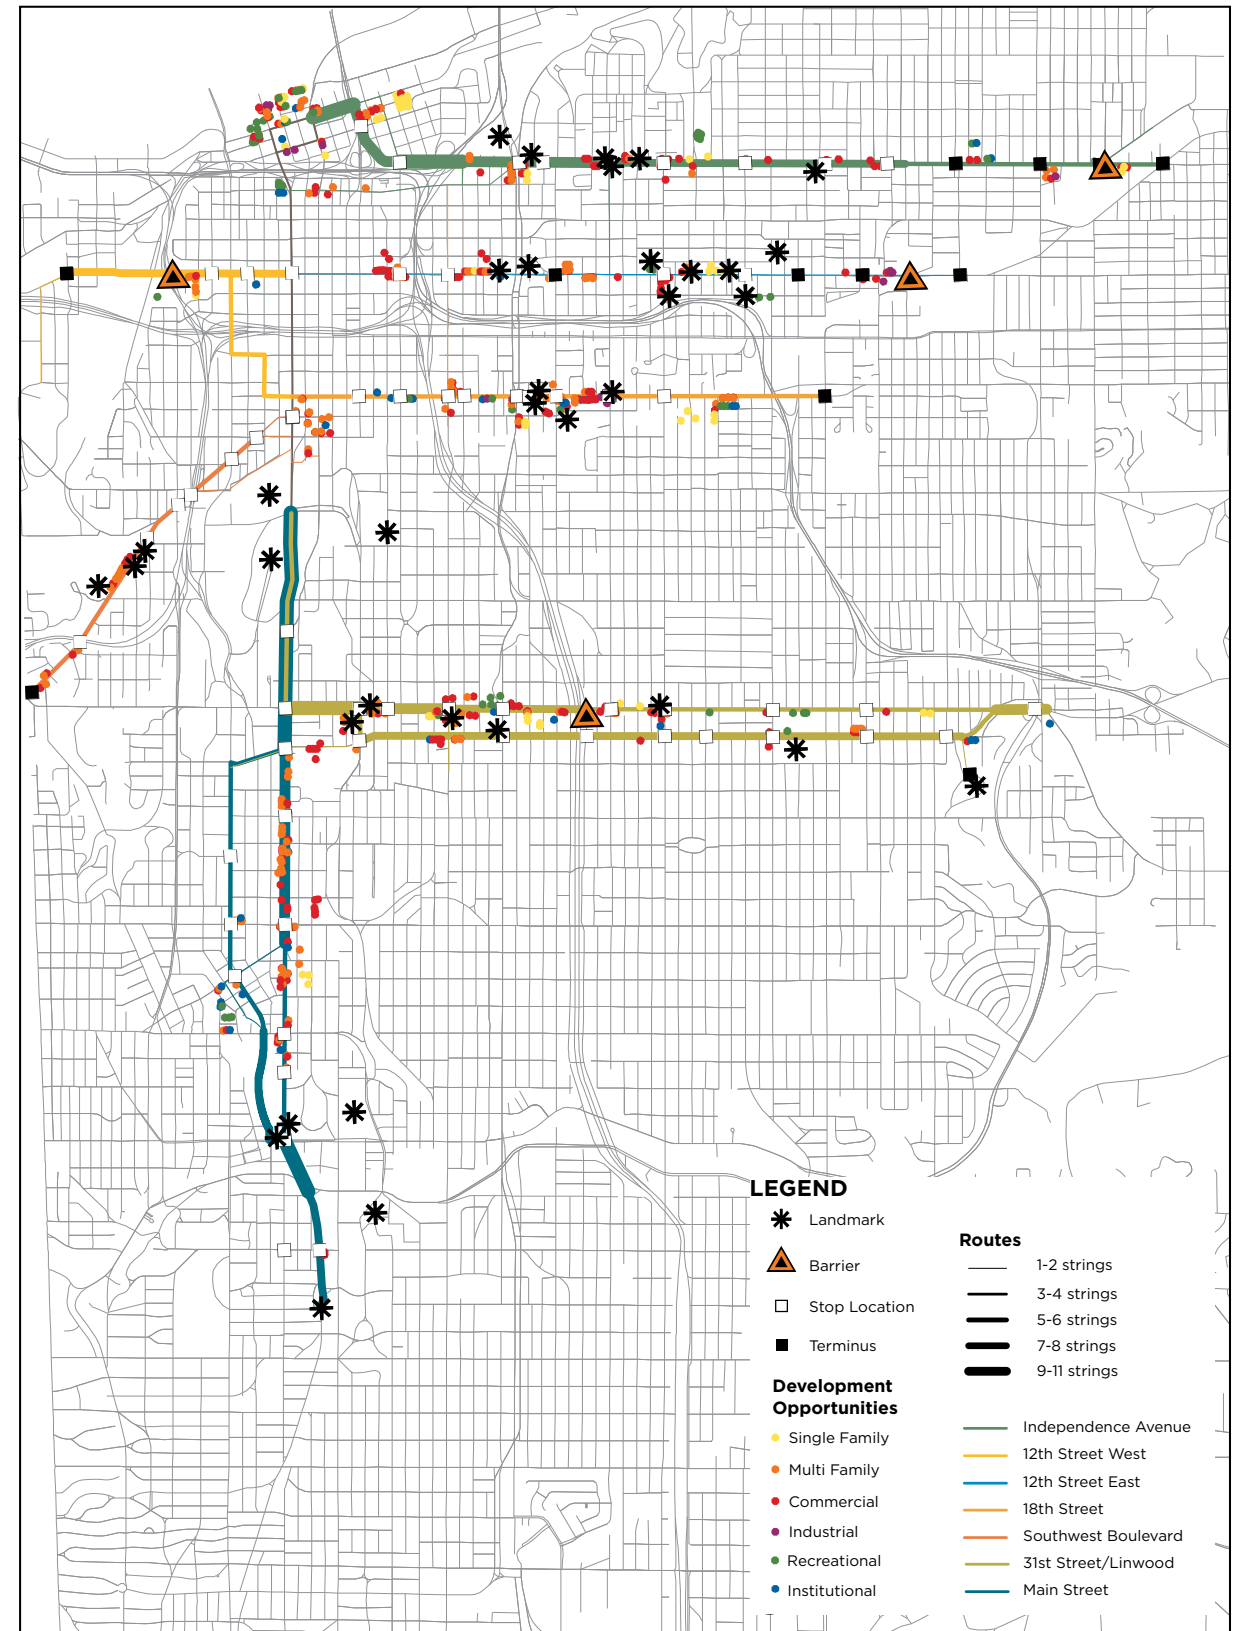 LEGEND
Landmark
Barrier
Stop Location
Terminus
Development
Opportunities
Single Family
Multi Family
Commercial
Industrial
Recreational
Institutional
Routes
1-2 strings
3-4 strings
5-6 strings
7-8 strings
9-11 strings
Independence Avenue
12th Street West
12th Street East
18th Street
Southwest Boulevard
31st Street/Linwood
Main Street